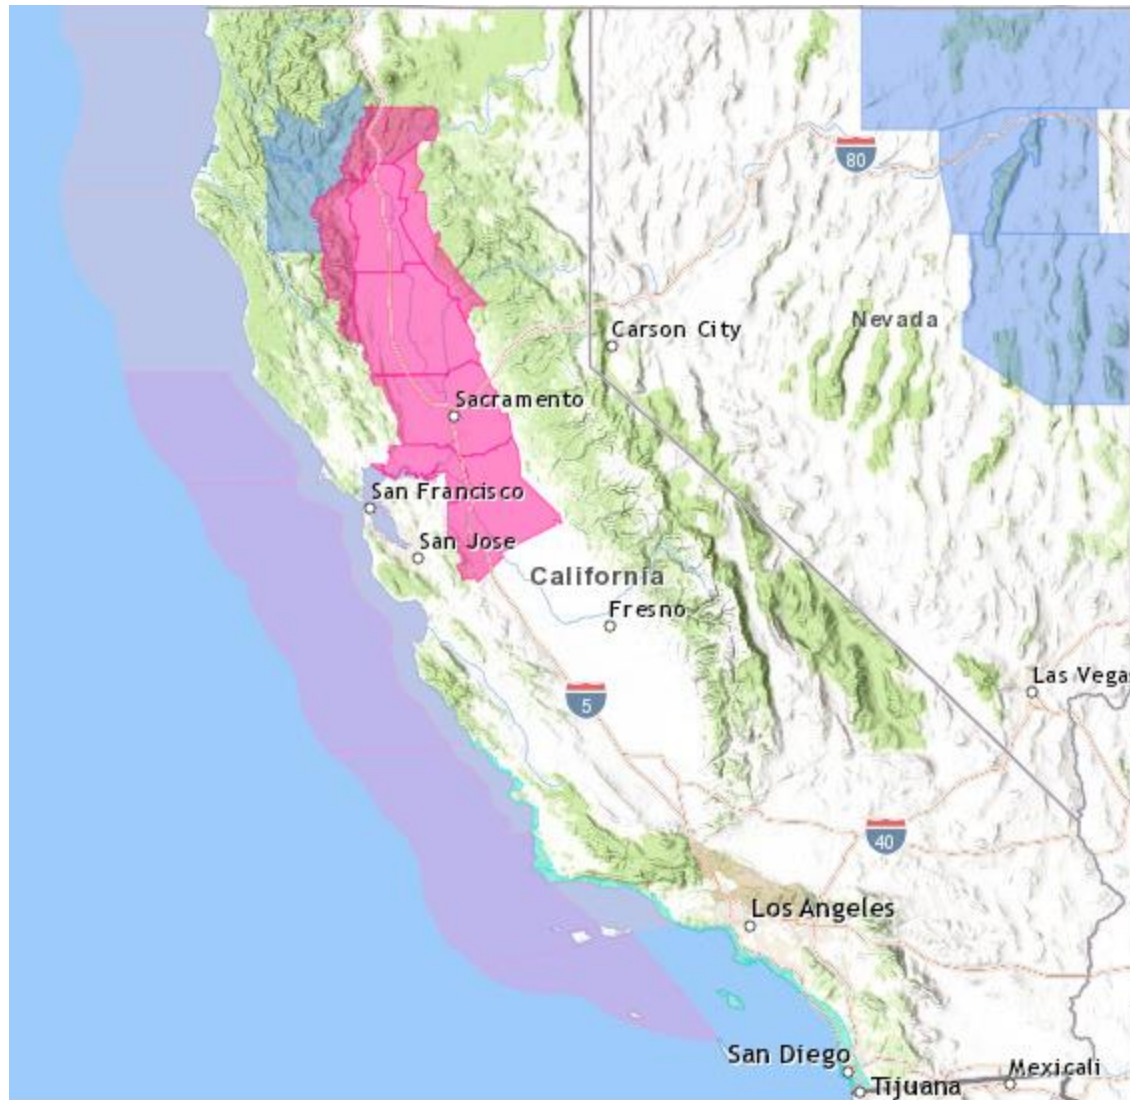 80
Carson City
Nevada
Sacramento
San Francisco
San Jose
California
Fresno
Las Vega
5
40
Los Angeles
San Diego
Mexicali
Tijuana